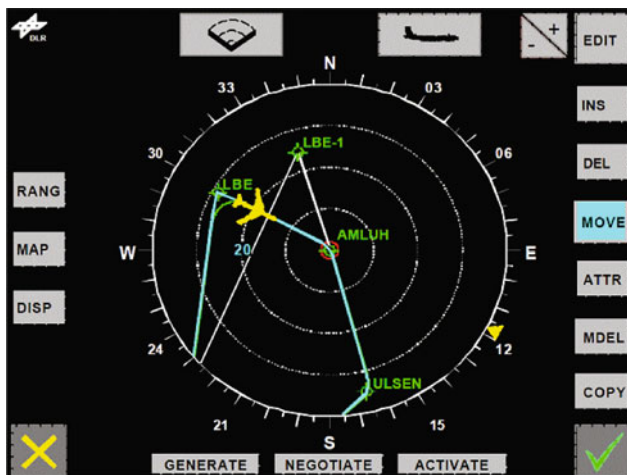 DLR
- +
EDIT
N
33
03
INS
LBE-1
30
06
DEL
RANG
LBE
MOVE
AMLUH
MAP
W
20
E
ATTR
DISP
MDEL
24
12
ULSEN
COPY
21
S
15
GENERATE
NEGOTIATE
ACTIVATE